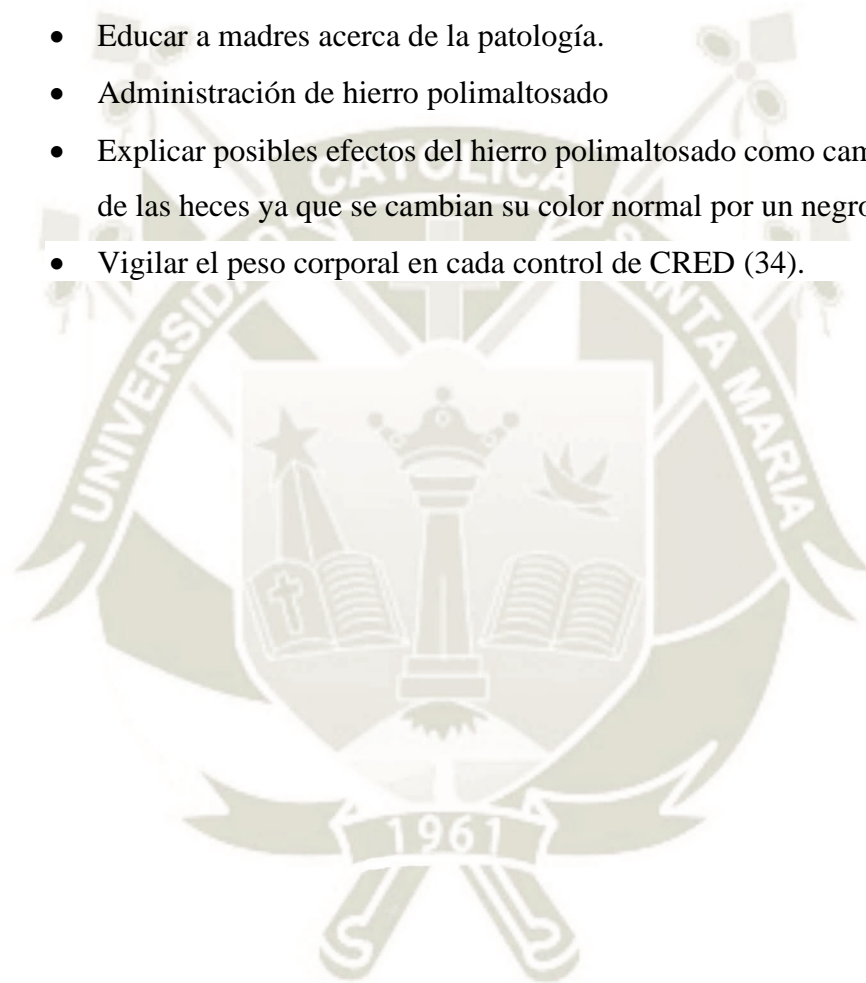 • Educar a madres acerca de la patología.
• Administración de hierro polimaltosado
• Explicar posibles efectos del hierro polimaltosado como
de las heces ya que se cambian su color normal por un
• Vigilar el peso corporal en cada control de CRED (34).
CATOLICA
SANTA MARIA
1961